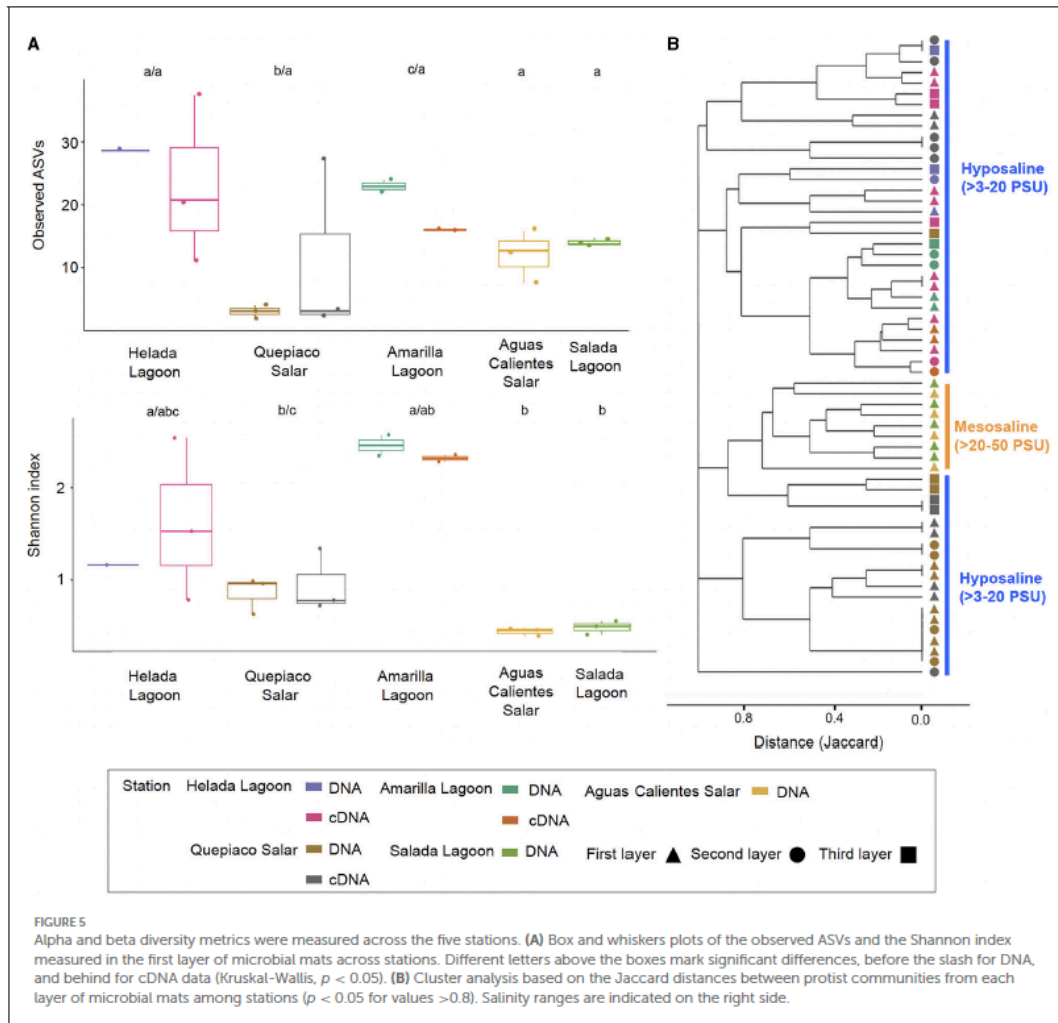 A
B
a/a b/a c/a a a
Observed ASVs
30
20
10
Helada Lagoon
Quepiaco Salar
Amarilla Lagoon
Aguas Calientes Salar
Salada Lagoon
a/abc b/c a/ab b b
Shannon index
2
1
Helada Lagoon
Quepiaco Salar
Amarilla Lagoon
Aguas Calientes Salar
Salada Lagoon
Hyposaline
(>3-20 PSU)
Mesosaline
(>20-50 PSU)
Hyposaline
(>3-20 PSU)
0.8 0.4 0.0
Distance (Jaccard)
Station Helada Lagoon DNA Amarilla Lagoon DNA Aguas Calientes Salar DNA
cDNA cDNA
Quepiaco Salar DNA Salada Lagoon DNA First layer Second layer Third layer
cDNA
FIGURE 5
Alpha and beta diversity metrics were measured across the five stations. (A) Box and whiskers plots of the observed ASVs and the Shannon index
measured in the first layer of microbial mats across stations. Different letters above the boxes mark significant differences, before the slash for DNA,
and behind for cDNA data (Kruskal-Wallis, p < 0.05). (B) Cluster analysis based on the Jaccard distances between protist communities from each
layer of microbial mats among stations (p < 0.05 for values >0.8). Salinity ranges are indicated on the right side.